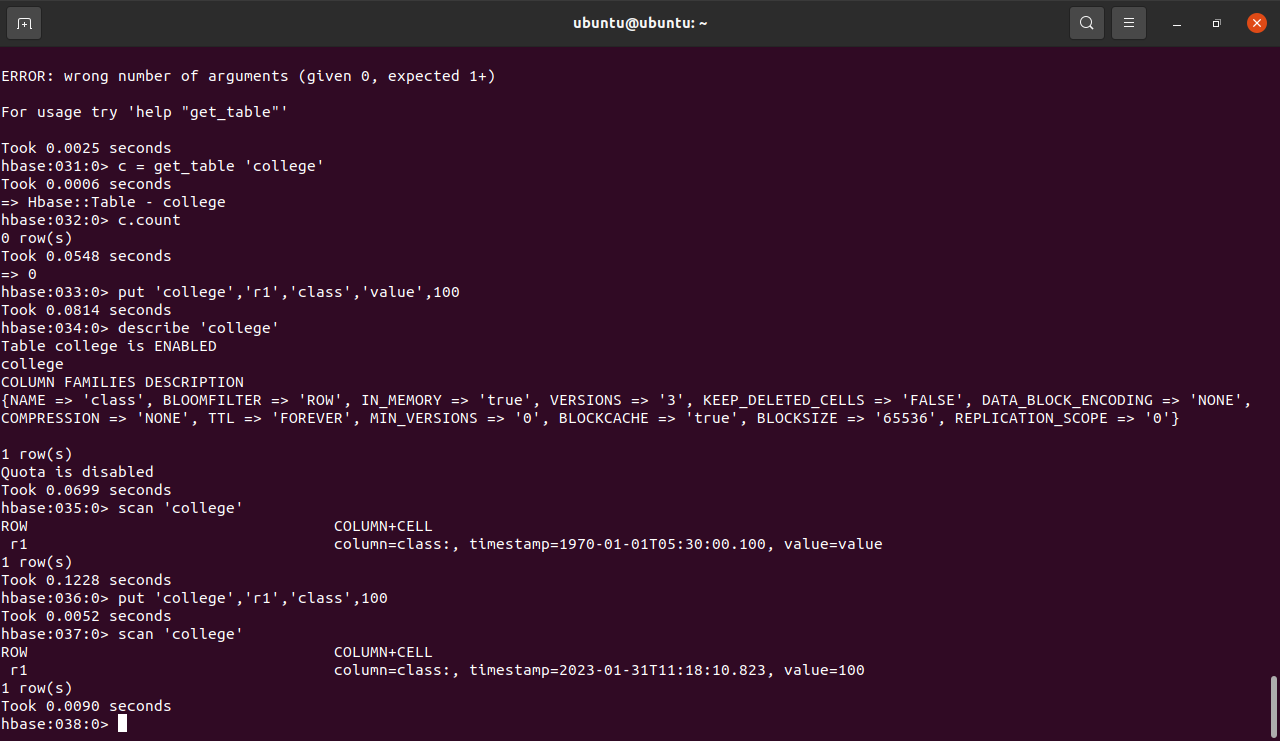 ubuntu@ubuntu: ~
ERROR: wrong number of arguments (given 0, expected 1+)
For usage try 'help "get_table"'
Took 0.0025 seconds
hbase:031:0> c = get_table 'college'
Took 0.0006 seconds
=> Hbase::Table - college
hbase:032:0> c.count
0 row(s)
Took 0.0548 seconds
=> 0
hbase:033:0> put 'college','r1','class','value',100
Took 0.0814 seconds
hbase:034:0> describe 'college'
Table college is ENABLED
college
COLUMN FAMILIES DESCRIPTION
{NAME => 'class', BLOOMFILTER => 'ROW', IN_MEMORY => 'true', VERSIONS => '3', KEEP_DELETED_CELLS => 'FALSE', DATA_BLOCK_ENCODING => 'NONE',
COMPRESSION => 'NONE', TTL => 'FOREVER', MIN_VERSIONS => '0', BLOCKCACHE => 'true', BLOCKSIZE => '65536', REPLICATION_SCOPE => '0'}
1 row(s)
Quota is disabled
Took 0.0699 seconds
hbase:035:0> scan 'college'
ROW COLUMN+CELL
r1 column=class:, timestamp=1970-01-01T05:30:00.100, value=value
1 row(s)
Took 0.1228 seconds
hbase:036:0> put 'college','r1','class',100
Took 0.0052 seconds
hbase:037:0> scan 'college'
ROW COLUMN+CELL
r1 column=class:, timestamp=2023-01-31T11:18:10.823, value=100
1 row(s)
Took 0.0090 seconds
hbase:038:0>